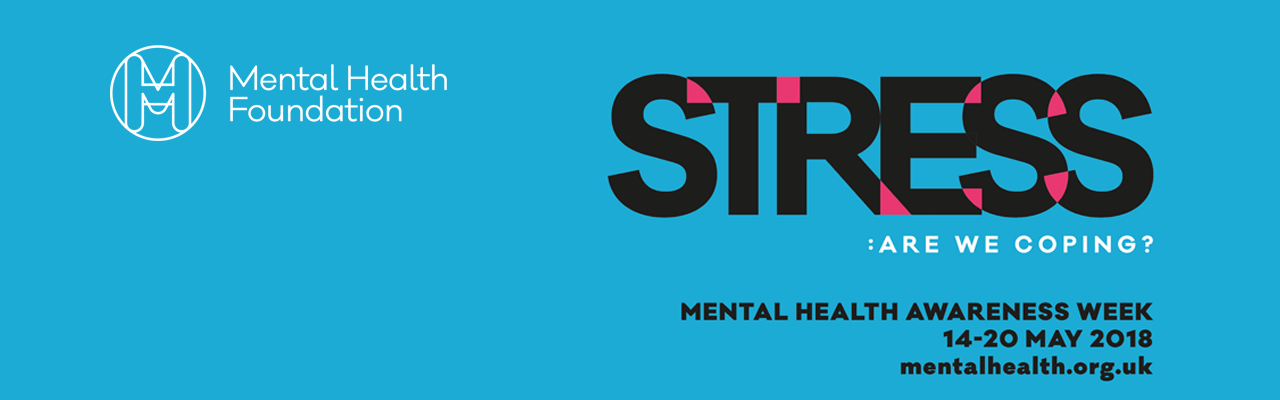 Mental Health
Foundation
STRESS
:ARE WE COPING?
MENTAL HEALTH AWARENESS WEEK
14-20 MAY 2018
mentalhealth.org.uk